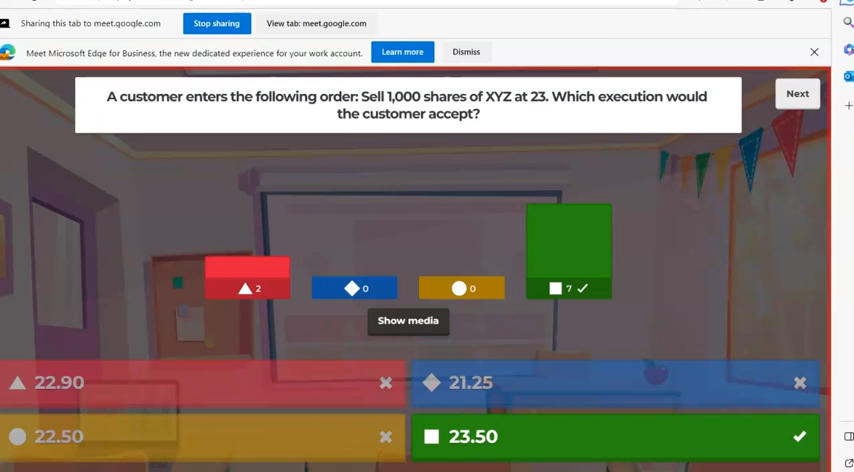 Sharing this tab to meet.google.com Stop sharing View tab: meet.google.com
Meet Microsoft Edge for Business, the new dedicated experience for your work account. Learn more Dismiss
A customer enters the following order: Sell 1,000 shares of XYZ at 23. Which execution would
the customer accept?
Next
2 0 0 7
Show media
22.90 21.25
22.50 23.50